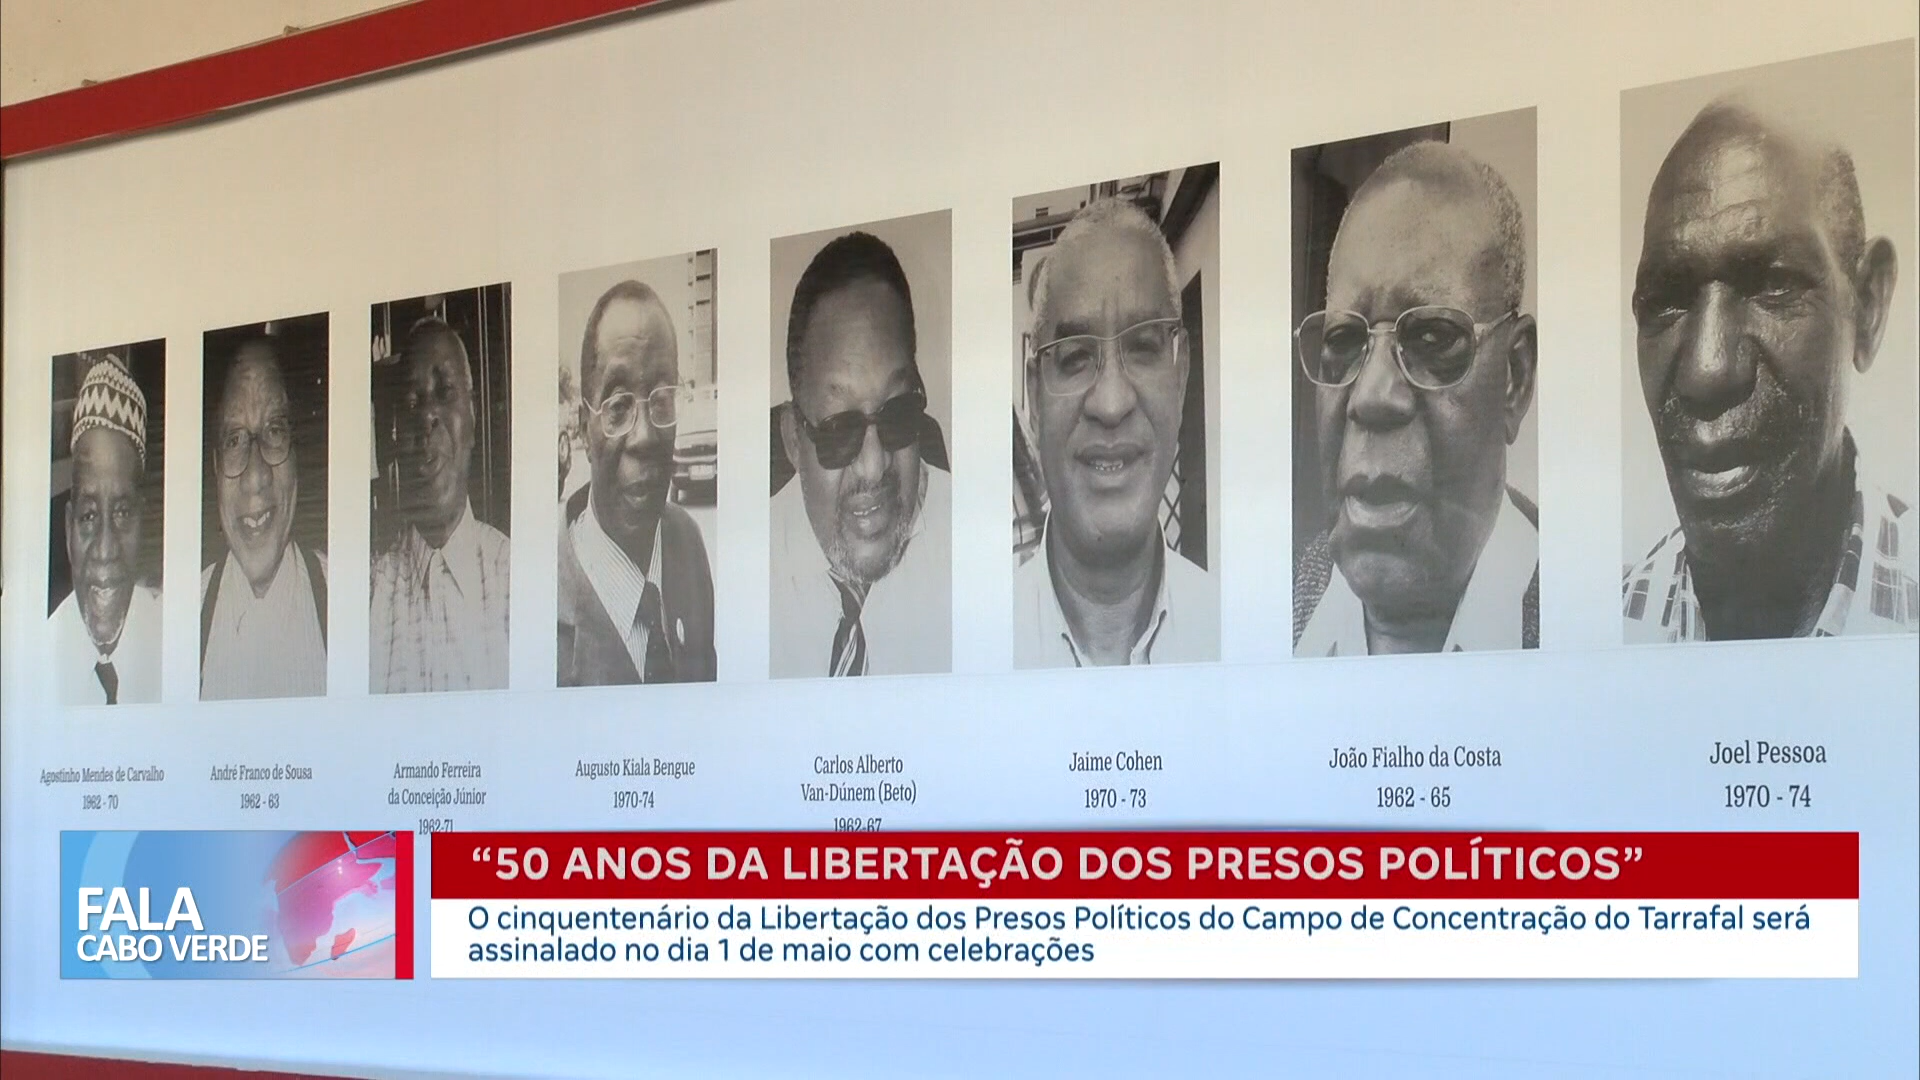 Agostinho Mendes de Carvalho
1962 - 70
André Franco de Sousa
1962 - 63
Armando Ferreira
da Conceição Júnior
1962-71
Augusto Kiala Bengue
1970-74
Carlos Alberto
Van-Dúnem (Beto)
1962-67
Jaime Cohen
1970 - 73
João Fialho da Costa
1962 - 65
Joel Pessoa
1970 - 74
FALA
CABO VERDE
“50 ANOS DA LIBERTAÇÃO DOS PRESOS POLÍTICOS”
O cinquentenário da Libertação dos Presos Políticos do Campo de Concentração do Tarrafal será
assinalado no dia 1 de maio com celebrações